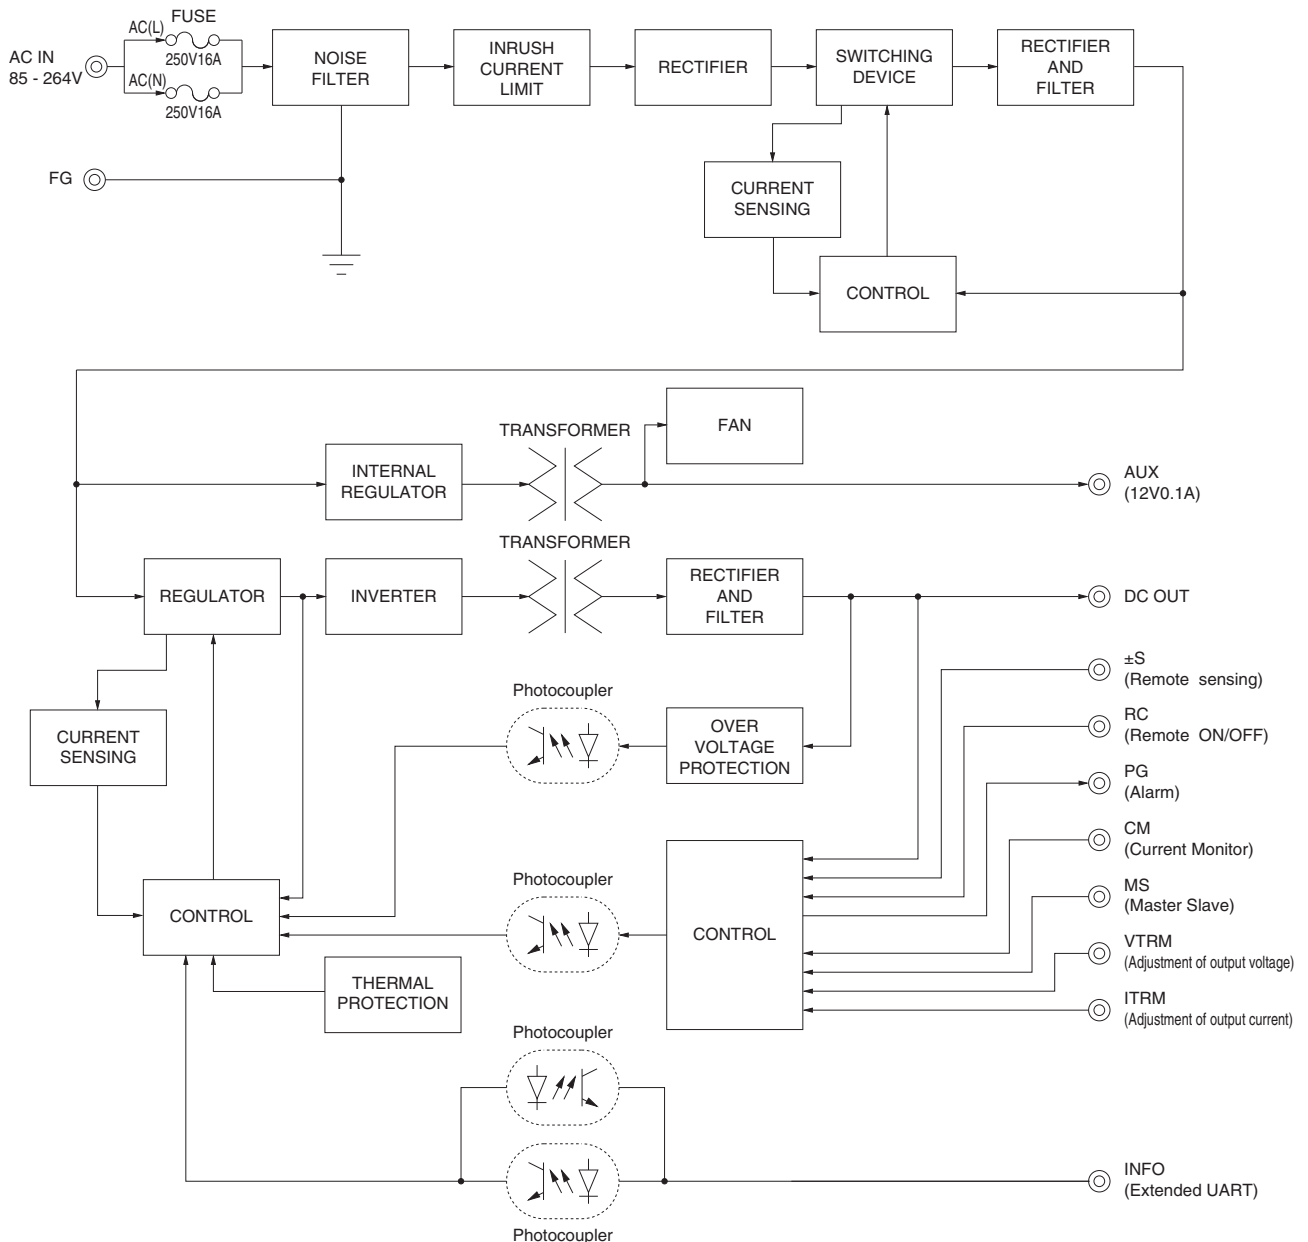 FUSE
AC(L)
250V16A
AC IN
85 - 264V
AC(N)
250V16A
NOISE
FILTER
INRUSH
CURRENT
LIMIT
RECTIFIER
SWITCHING
DEVICE
RECTIFIER
AND
FILTER
FG
CURRENT
SENSING
CONTROL
TRANSFORMER
FAN
INTERNAL
REGULATOR
AUX
(12V0.1A)
TRANSFORMER
REGULATOR
INVERTER
RECTIFIER
AND
FILTER
DC OUT
±S
(Remote sensing)
Photocoupler
CURRENT
SENSING
OVER
VOLTAGE
PROTECTION
RC
(Remote ON/OFF)
PG
(Alarm)
CM
(Current Monitor)
Photocoupler
MS
(Master Slave)
CONTROL
CONTROL
VTRM
(Adjustment of output voltage)
THERMAL
PROTECTION
ITRM
(Adjustment of output current)
Photocoupler
INFO
(Extended UART)
Photocoupler